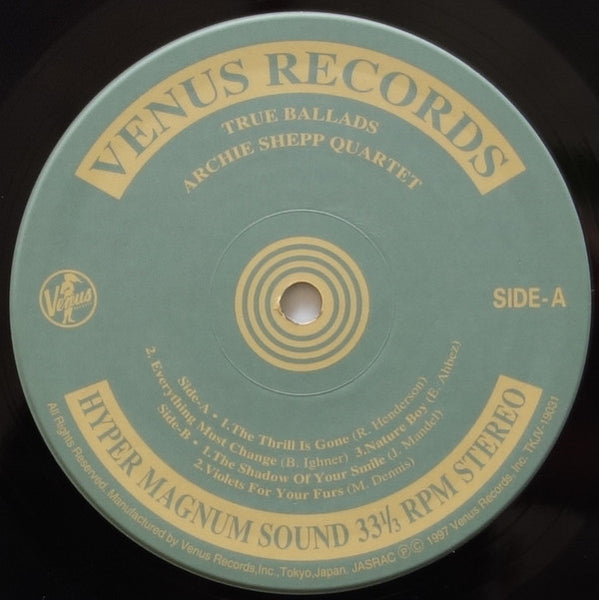 VENUS RECORDS
TRUE BALLADS
ARCHIE SHEPP QUARTET
Venus
SIDE-A
Side-A • 1.The Thrill Is Gone (R. Henderson)
2. Everything Must Change (B. Ighner) 3.Nature Boy (E. Ahbez)
Side-B • 1.The Shadow Of Your Smile (J. Mandel)
2.Violets For Your Furs (M. Dennis)
HYPER MAGNUM SOUND 33⅓ RPM STEREO
All Rights Reserved. Manufactured by Venus Records,Inc.,Tokyo,Japan. JASRAC ℗© 1997 Venus Records, Inc. TKJV-19031